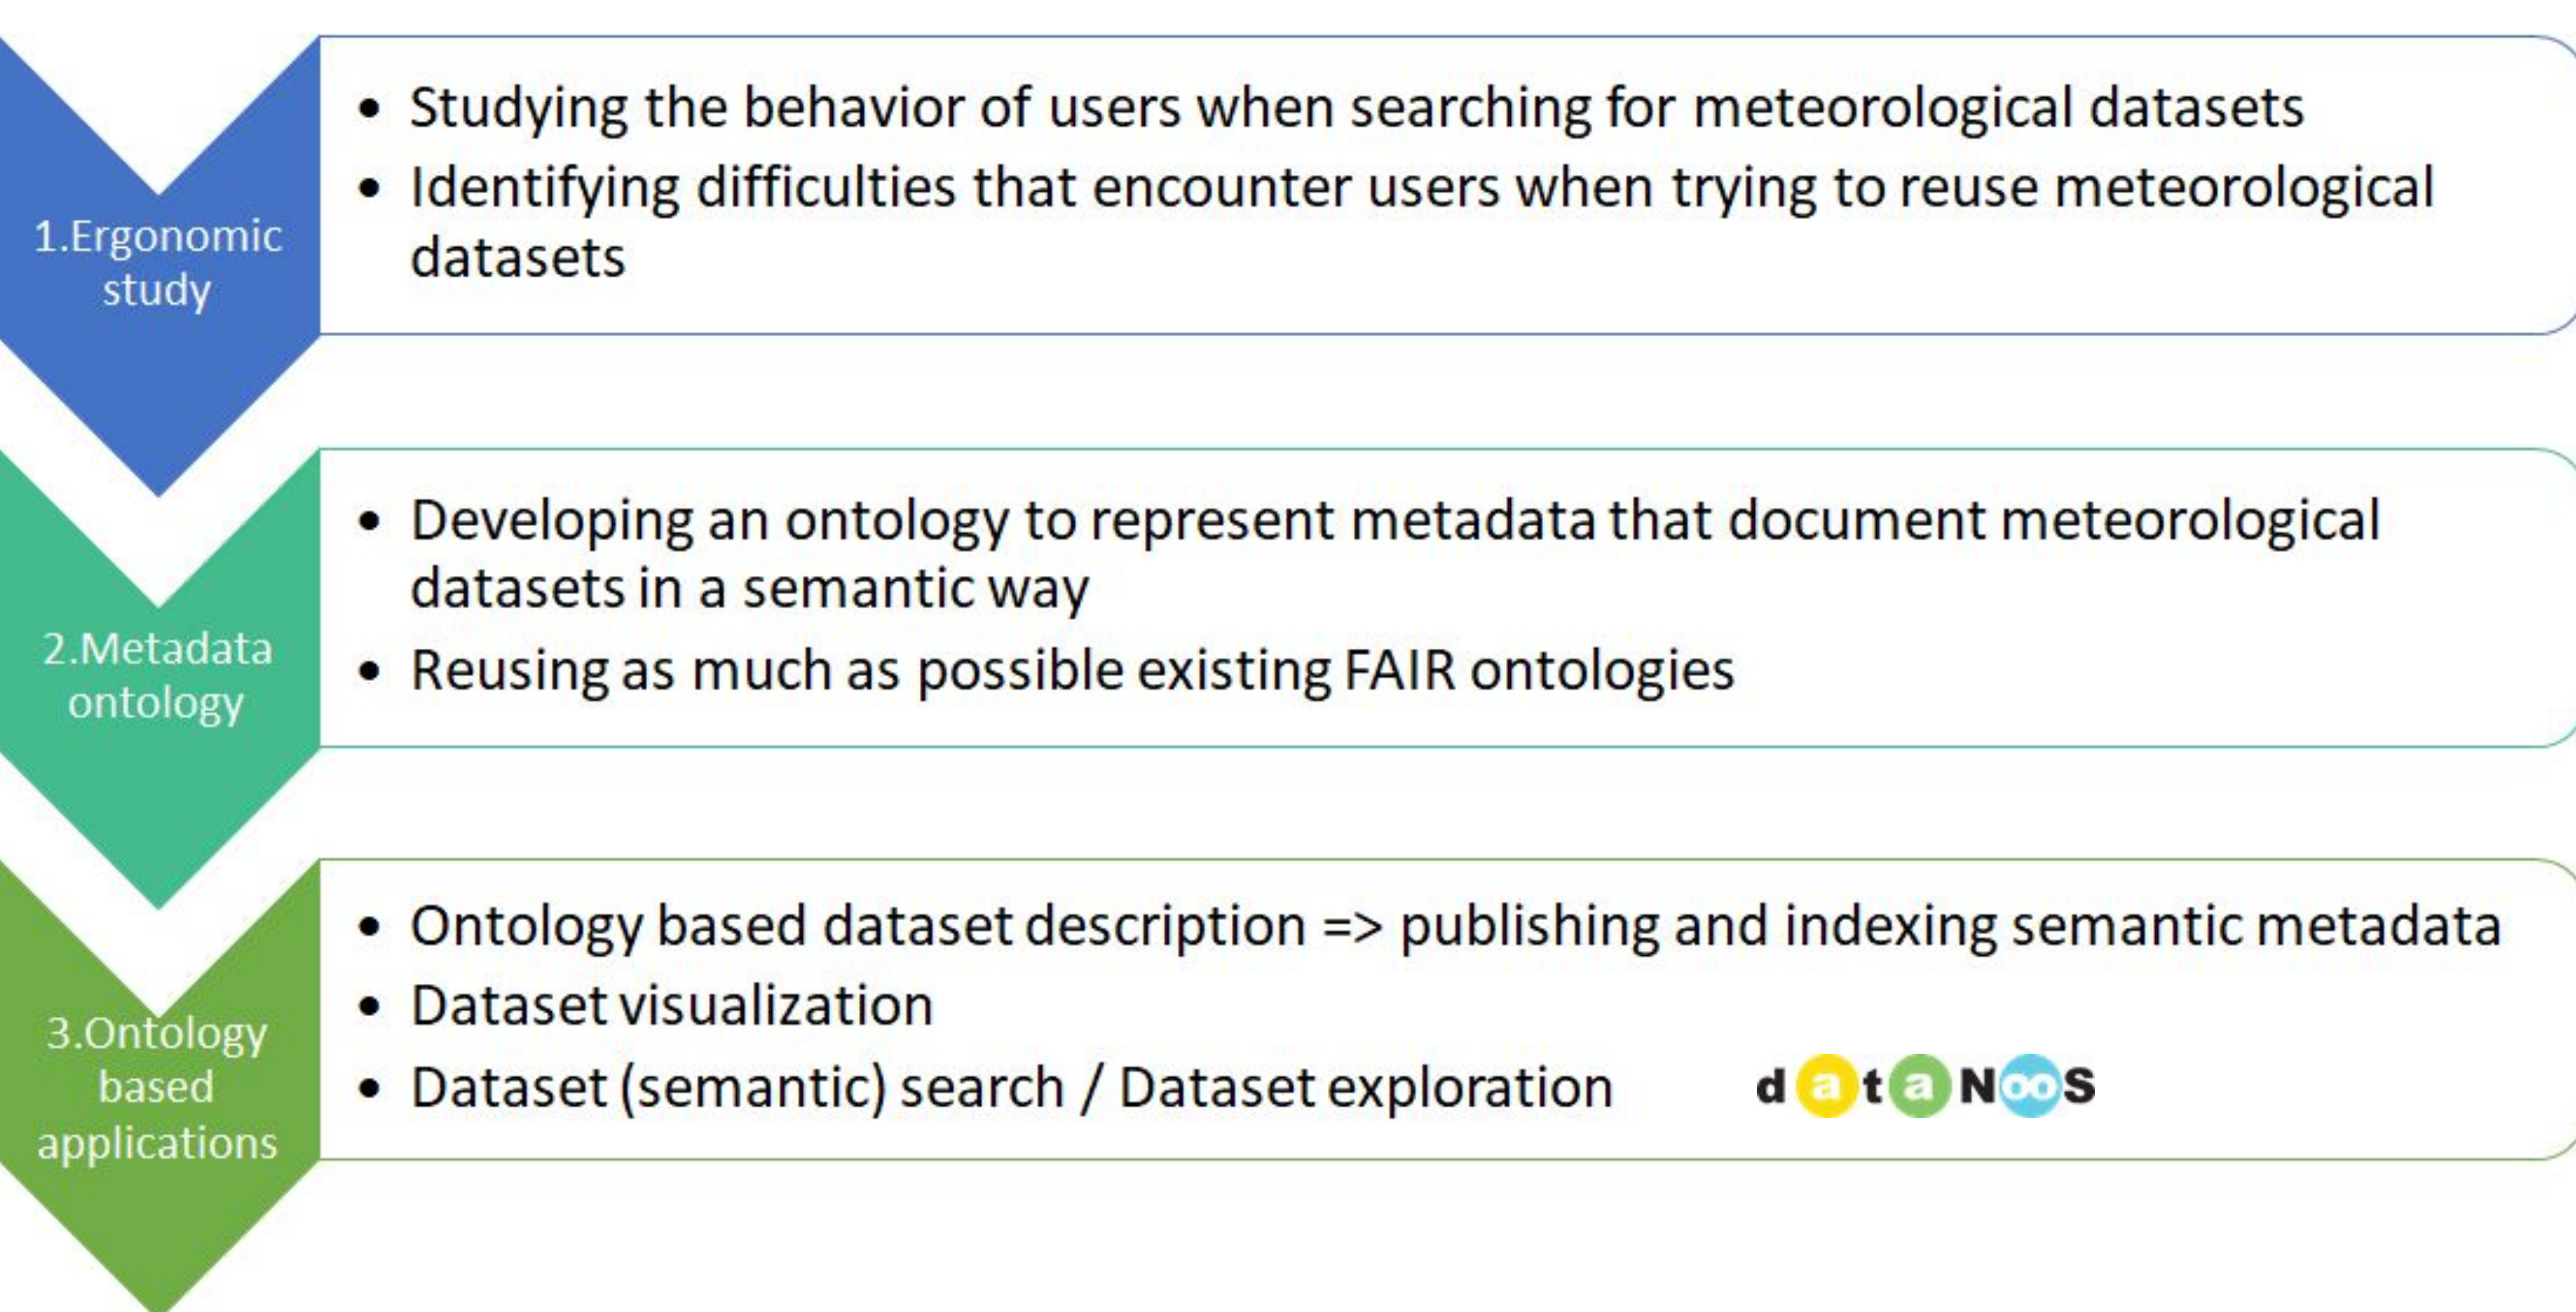 1.Ergonomic
study
• Studying the behavior of users when searching for meteorological datasets
• Identifying difficulties that encounter users when trying to reuse meteorological
datasets
2.Metadata
ontology
• Developing an ontology to represent metadata that document meteorological
datasets in a semantic way
• Reusing as much as possible existing FAIR ontologies
3.Ontology
based
applications
• Ontology based dataset description => publishing and indexing semantic metadata
• Dataset visualization
• Dataset (semantic) search / Dataset exploration
dataNooS